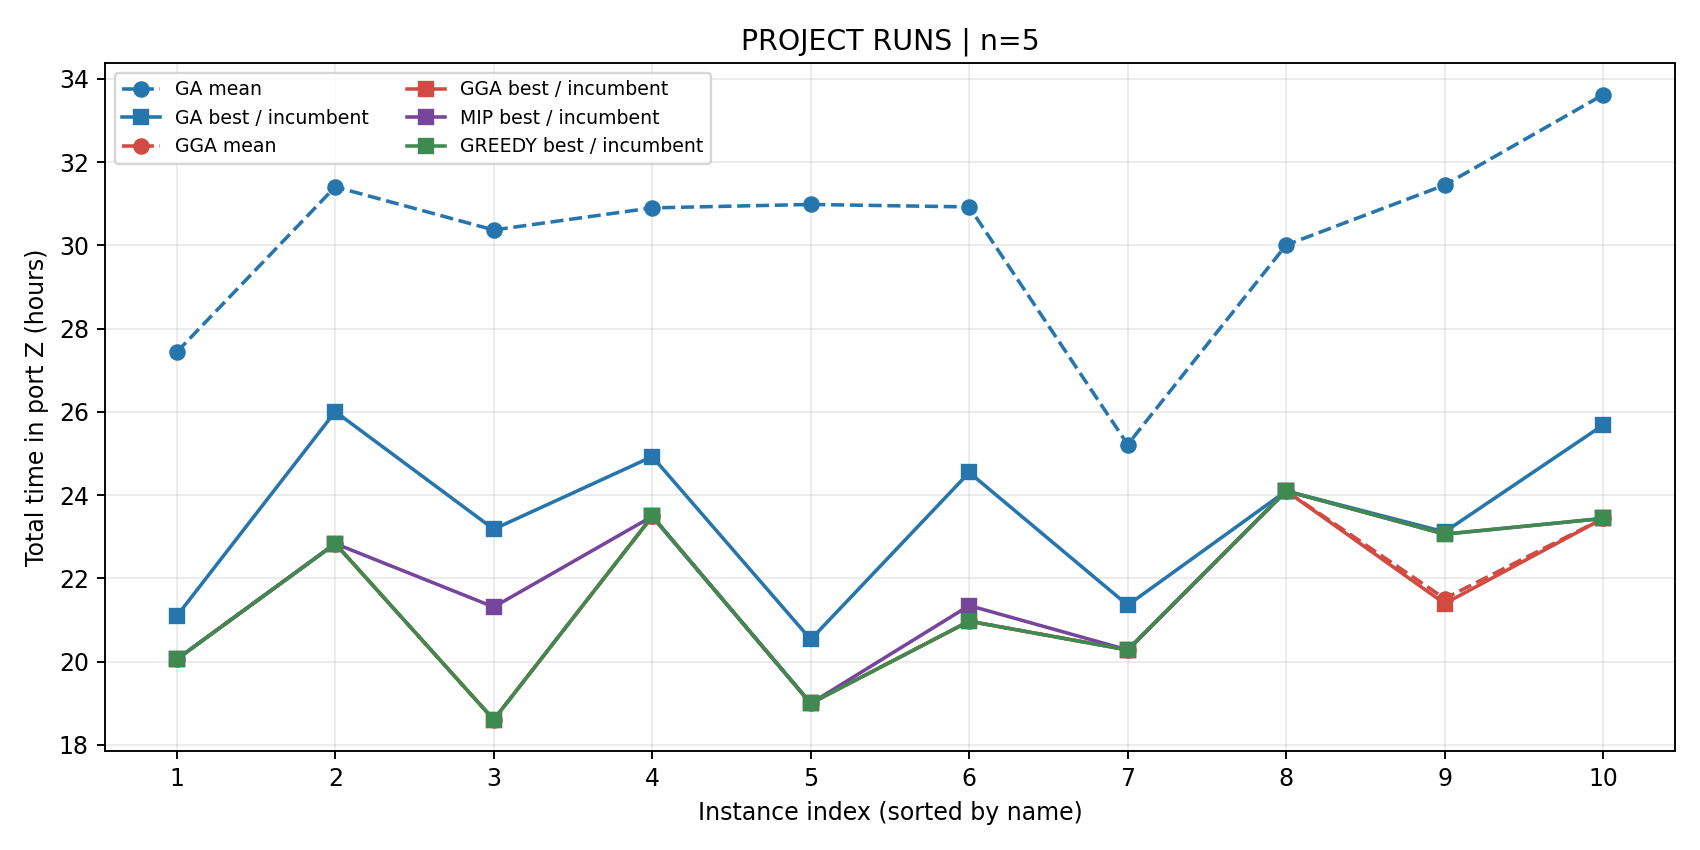 PROJECT RUNS | n=5
GA mean
GA best / incumbent
GGA mean
GGA best / incumbent
MIP best / incumbent
GREEDY best / incumbent
Total time in port Z (hours)
34
32
30
28
26
24
22
20
18
1 2 3 4 5 6 7 8 9 10
Instance index (sorted by name)